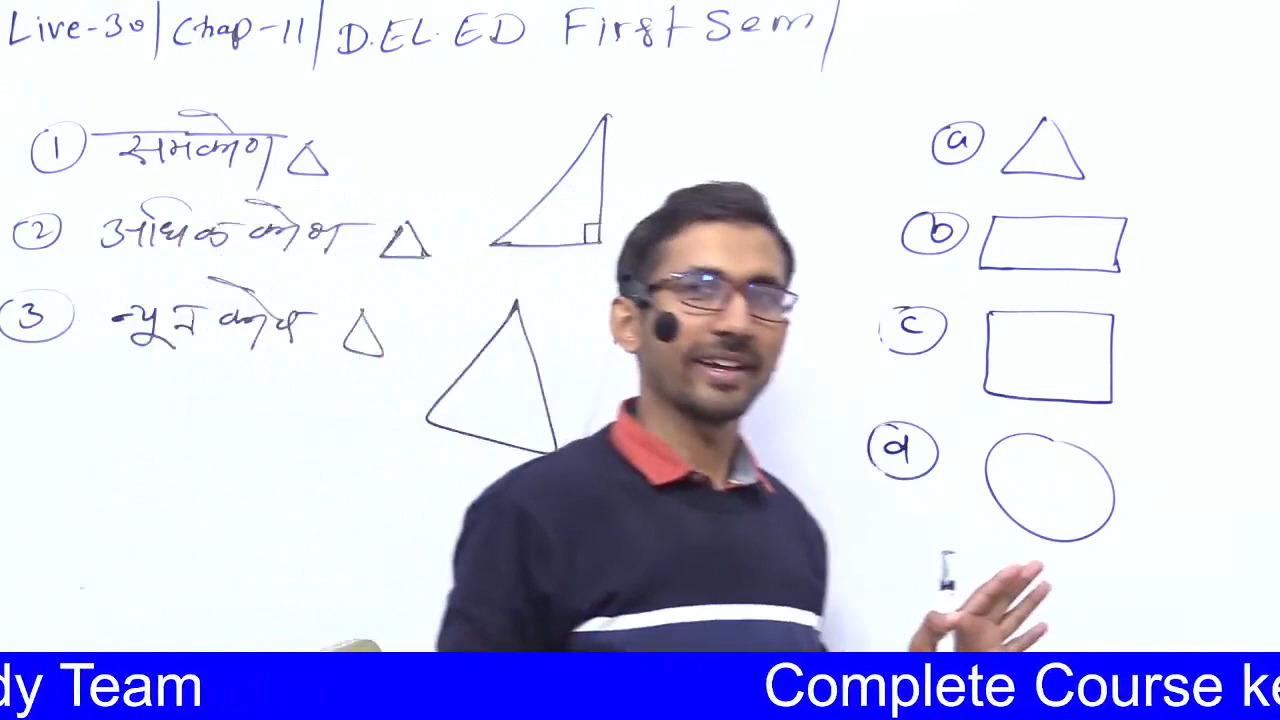 Live-30/Chap-11/D.EL.ED First Sem/
① समकोण △
② अधिक कोण △
③ न्यून कोण △
ⓐ
ⓑ
ⓒ
ⓓ
dy Team Complete Course ke